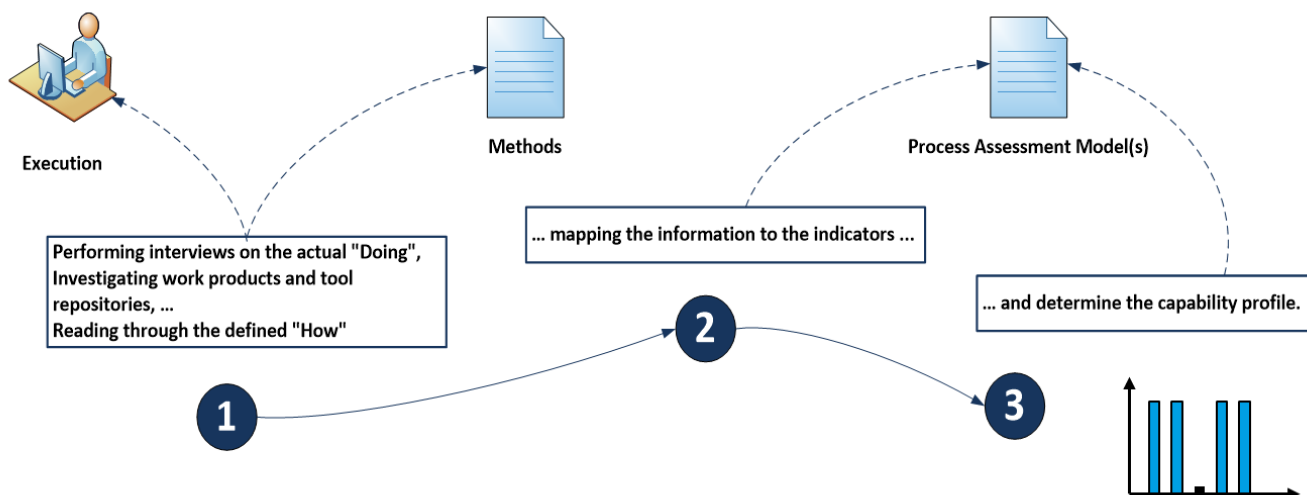 Execution
Methods
Process Assessment Model(s)
Performing interviews on the actual "Doing",
Investigating work products and tool
repositories, ...
Reading through the defined "How"
... mapping the information to the indicators ...
... and determine the capability profile.
1
2
3